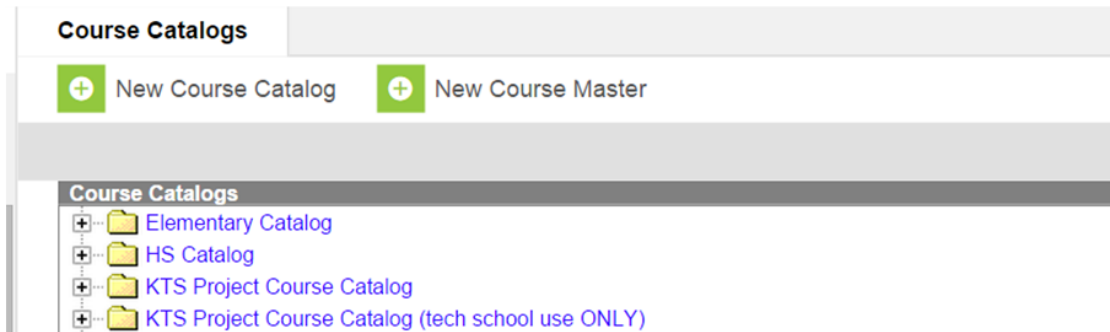 Course Catalogs
New Course Catalog New Course Master
Course Catalogs
Elementary Catalog
HS Catalog
KTS Project Course Catalog
KTS Project Course Catalog (tech school use ONLY)